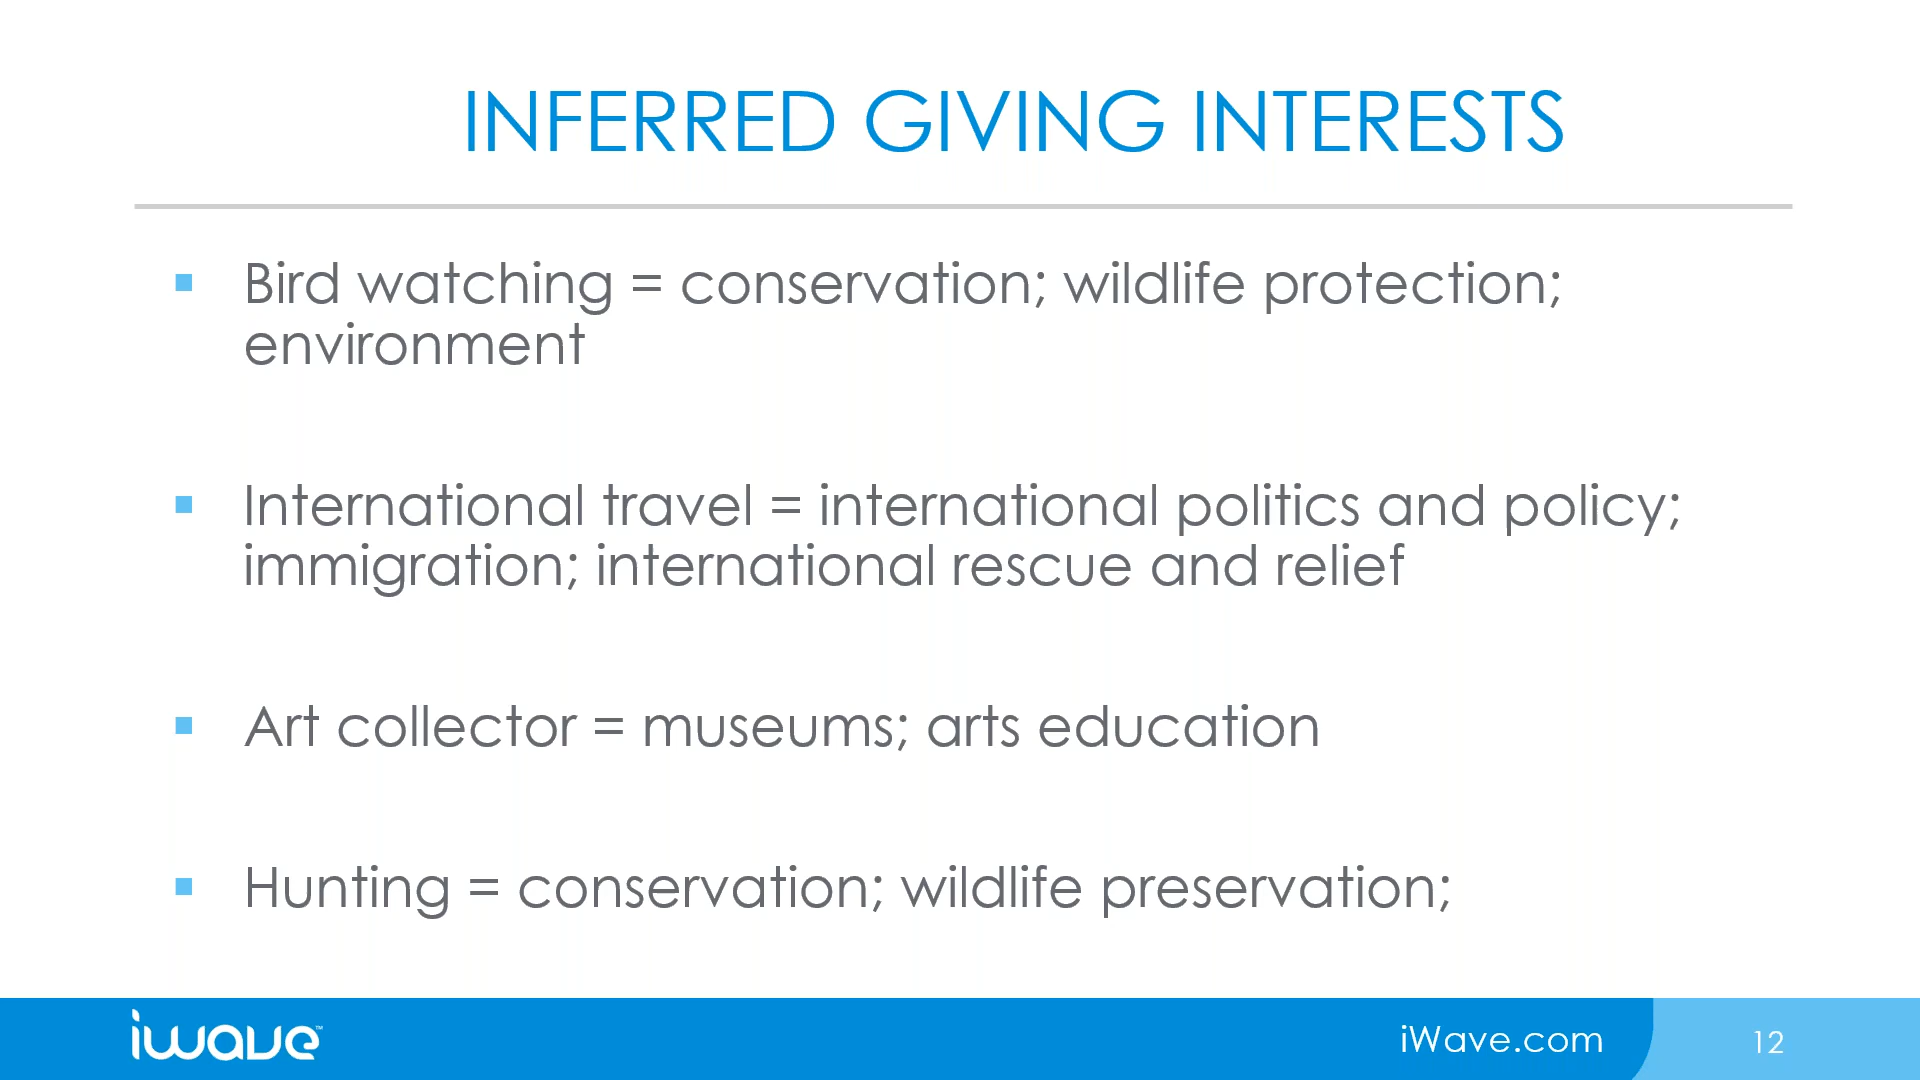 INFERRED GIVING INTERESTS
▪ Bird watching = conservation; wildlife protection;
environment
▪ International travel = international politics and policy;
immigration; international rescue and relief
▪ Art collector = museums; arts education
▪ Hunting = conservation; wildlife preservation;
iwave™
iWave.com
12